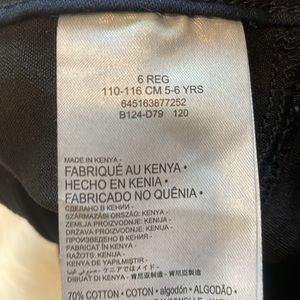 6 REG
110-116 CM 5-6 YRS
645163877252
B124-D79 120
MADE IN KENYA -
FABRIQUÉ AU KENYA •
HECHO EN KENIA •
FABRICADO NO QUÊNIA •
СДЕЛАНО В КЕНИИ -
SZÁRMAZÁSI ORSZÁG: KENYA -
ZEMLJA PROIZVODNJE: KENIJA -
DRŽAVA PROIZVODNJE: KENIJA -
ПРОИЗВЕДЕНО В КЕНИЯ -
RAŽOTS: KENIJA -
KENYA'DE YAPILMIŞTIR -
DIBUAT DI KENYA -
70% COTTON • COTON • algodón • ALGODÃO •